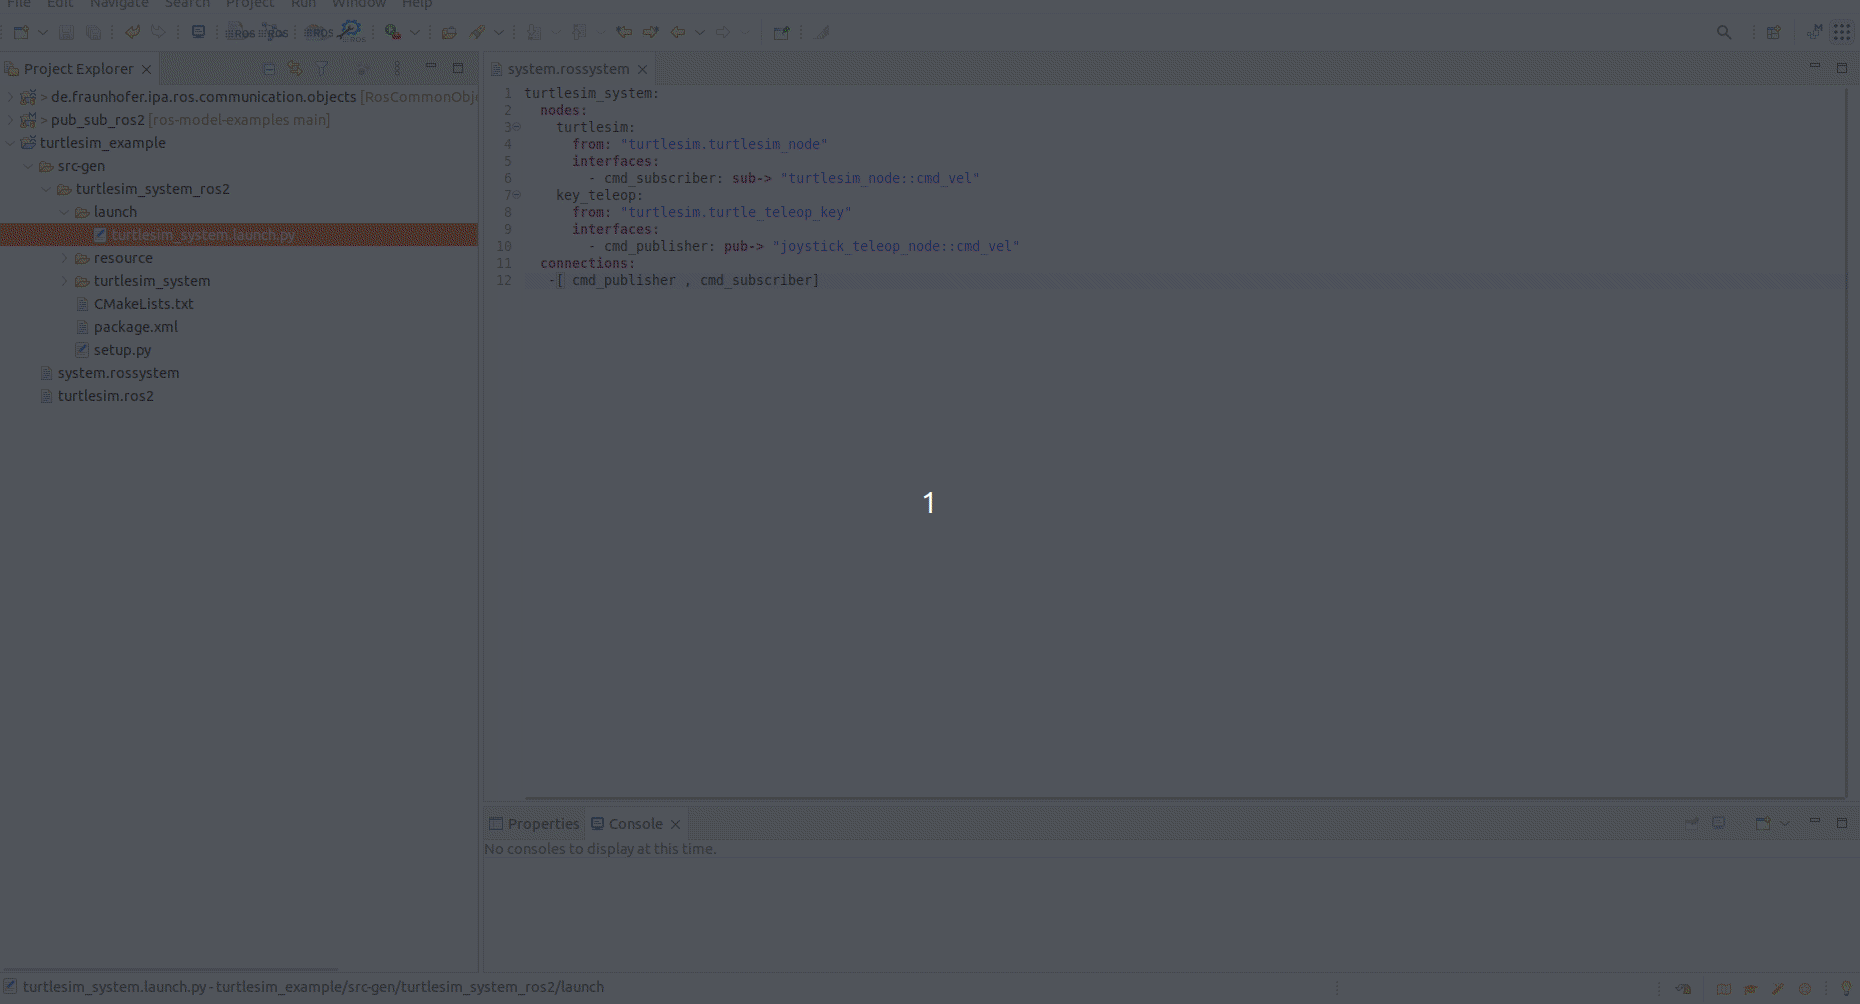 File Edit Navigate Search Project Run Window Help
ROS ROS ROS ROS
Project Explorer
system.rossystem
> de.fraunhofer.ipa.ros.communication.objects [RosCommonObj
> pub_sub_ros2 [ros-model-examples main]
turtlesim_example
src-gen
turtlesim_system_ros2
launch
turtlesim_system.launch.py
resource
turtlesim_system
CMakeLists.txt
package.xml
setup.py
system.rossystem
turtlesim.ros2
1 turtlesim_system:
2 nodes:
3 turtlesim:
4 from: "turtlesim.turtlesim_node"
5 interfaces:
6 - cmd_subscriber: sub-> "turtlesim_node::cmd_vel"
7 key_teleop:
8 from: "turtlesim.turtle_teleop_key"
9 interfaces:
10 - cmd_publisher: pub-> "joystick_teleop_node::cmd_vel"
11 connections:
12 -[ cmd_publisher , cmd_subscriber]
1
Properties Console
No consoles to display at this time.
turtlesim_system.launch.py - turtlesim_example/src-gen/turtlesim_system_ros2/launch